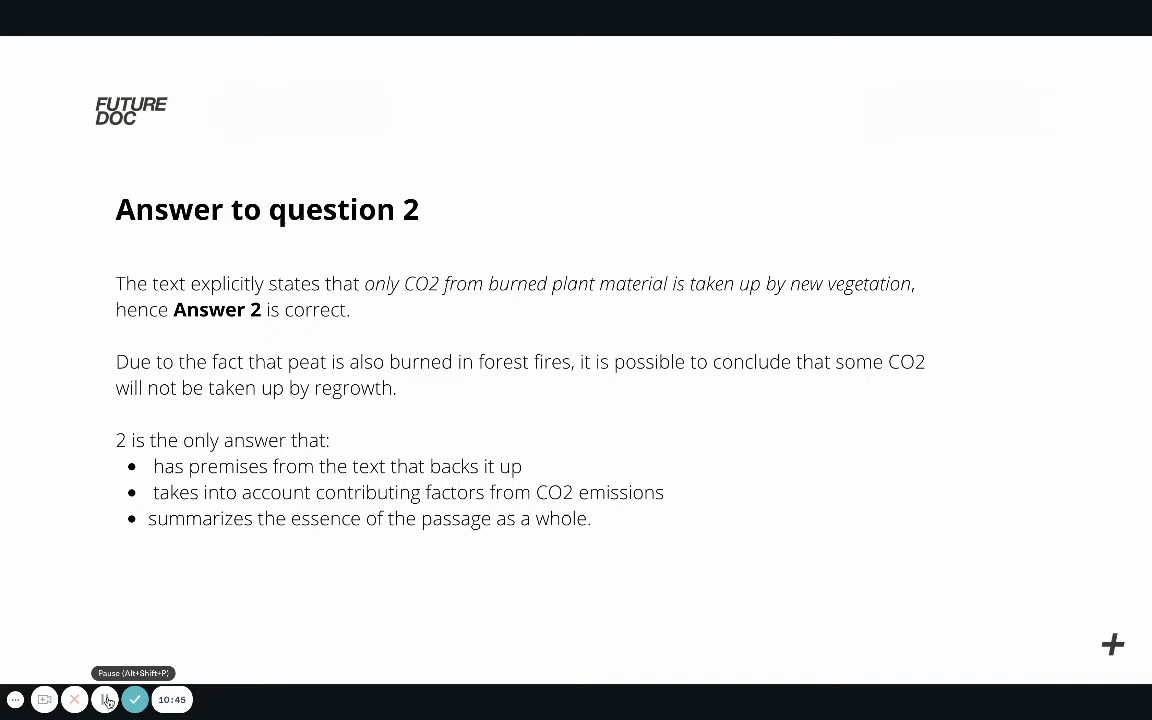 FUTURE
DOC
Answer to question 2
The text explicitly states that only CO2 from burned plant material is taken up by new vegetation,
hence Answer 2 is correct.
Due to the fact that peat is also burned in forest fires, it is possible to conclude that some CO2
will not be taken up by regrowth.
2 is the only answer that:
• has premises from the text that backs it up
• takes into account contributing factors from CO2 emissions
• summarizes the essence of the passage as a whole.
Pause (Alt+Shift+P)
10:45